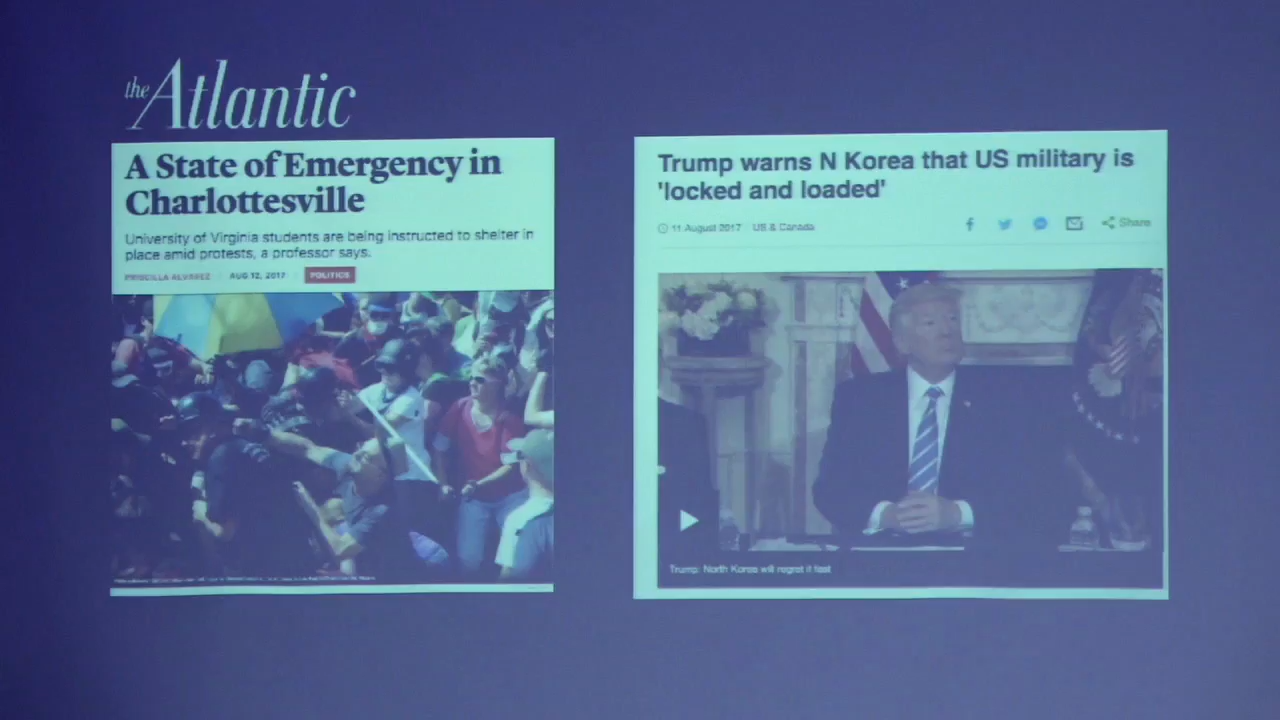 the Atlantic
A State of Emergency in
Charlottesville
University of Virginia students are being instructed to shelter in
place amid protests, a professor says.
PRISCILLA ALVAREZ / AUG 12, 2017 / POLITICS
Trump warns N Korea that US military is
'locked and loaded'
11 August 2017 US & Canada
Share
Trump: North Korea will regret it fast